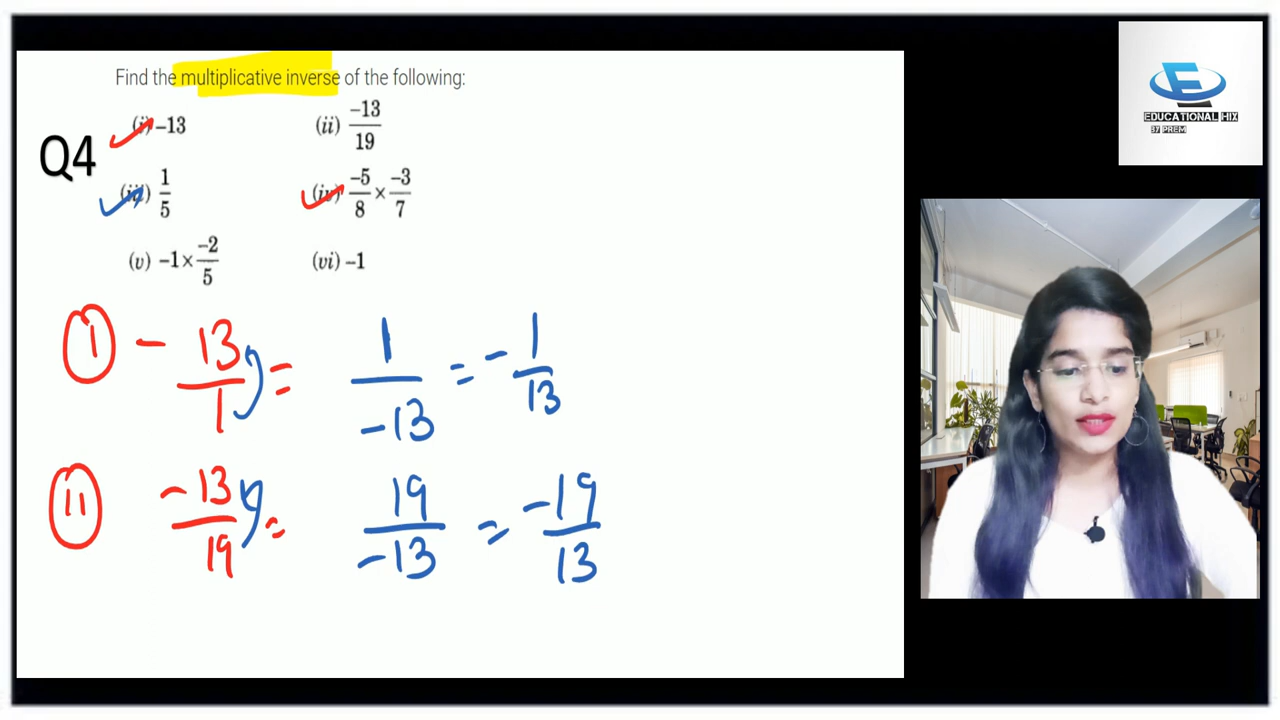 Find the multiplicative inverse of the following:
Q4
(i) -13 (ii) -13/19
(iii) 1/5 (iv) -5/8 × -3/7
(v) -1 × -2/5 (vi) -1
i - 13/1 = 1/-13 = - 1/13
ii -13/19 = 19/-13 = -19/13
EDUCATIONAL HIX
BY PREM